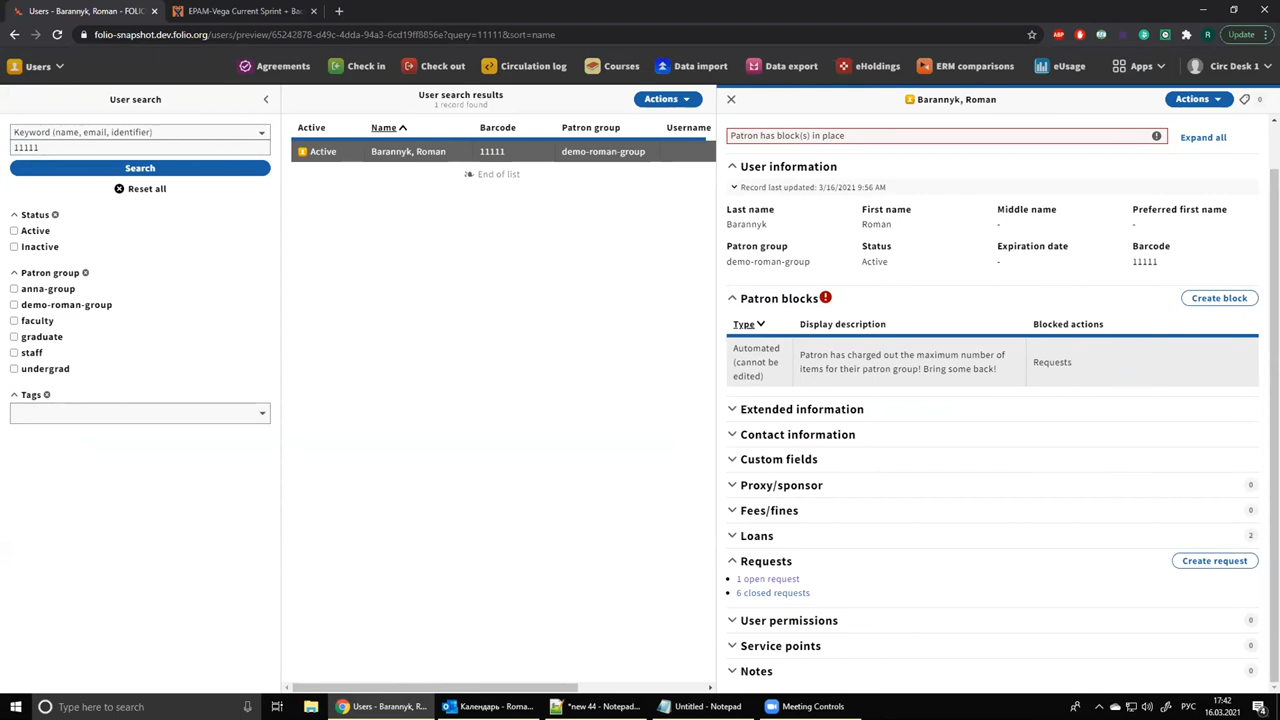 Users - Barannyk, Roman - FOLIO
EPAM-Vega Current Sprint + Bac
folio-snapshot.dev.folio.org/users/preview/65242878-d49c-4dda-94a3-6cd19ff8856e?query=11111&sort=name
ABP
R
Update
Users
Agreements
Check in
Check out
Circulation log
Courses
Data import
Data export
eHoldings
ERM comparisons
eUsage
Apps
Circ Desk 1
User search
Keyword (name, email, identifier)
11111
Search
Reset all
Status
Active
Inactive
Patron group
anna-group
demo-roman-group
faculty
graduate
staff
undergrad
Tags
User search results
1 record found
Actions
Active Name Barcode Patron group Username
Active Barannyk, Roman 11111 demo-roman-group
End of list
Barannyk, Roman
Actions
0
Patron has block(s) in place
Expand all
User information
Record last updated: 3/16/2021 9:56 AM
Last name First name Middle name Preferred first name
Barannyk Roman - -
Patron group Status Expiration date Barcode
demo-roman-group Active - 11111
Patron blocks
Create block
Type Display description Blocked actions
Automated (cannot be edited)
Patron has charged out the maximum number of
items for their patron group! Bring some back!
Requests
Extended information
Contact information
Custom fields
Proxy/sponsor 0
Fees/fines 0
Loans 2
Requests
Create request
1 open request
6 closed requests
User permissions 0
Service points 0
Notes 0
Type here to search
Users - Barannyk, R...
Календарь - Roma...
*new 44 - Notepad...
Untitled - Notepad
Meeting Controls
РУС
17:42
16.03.2021